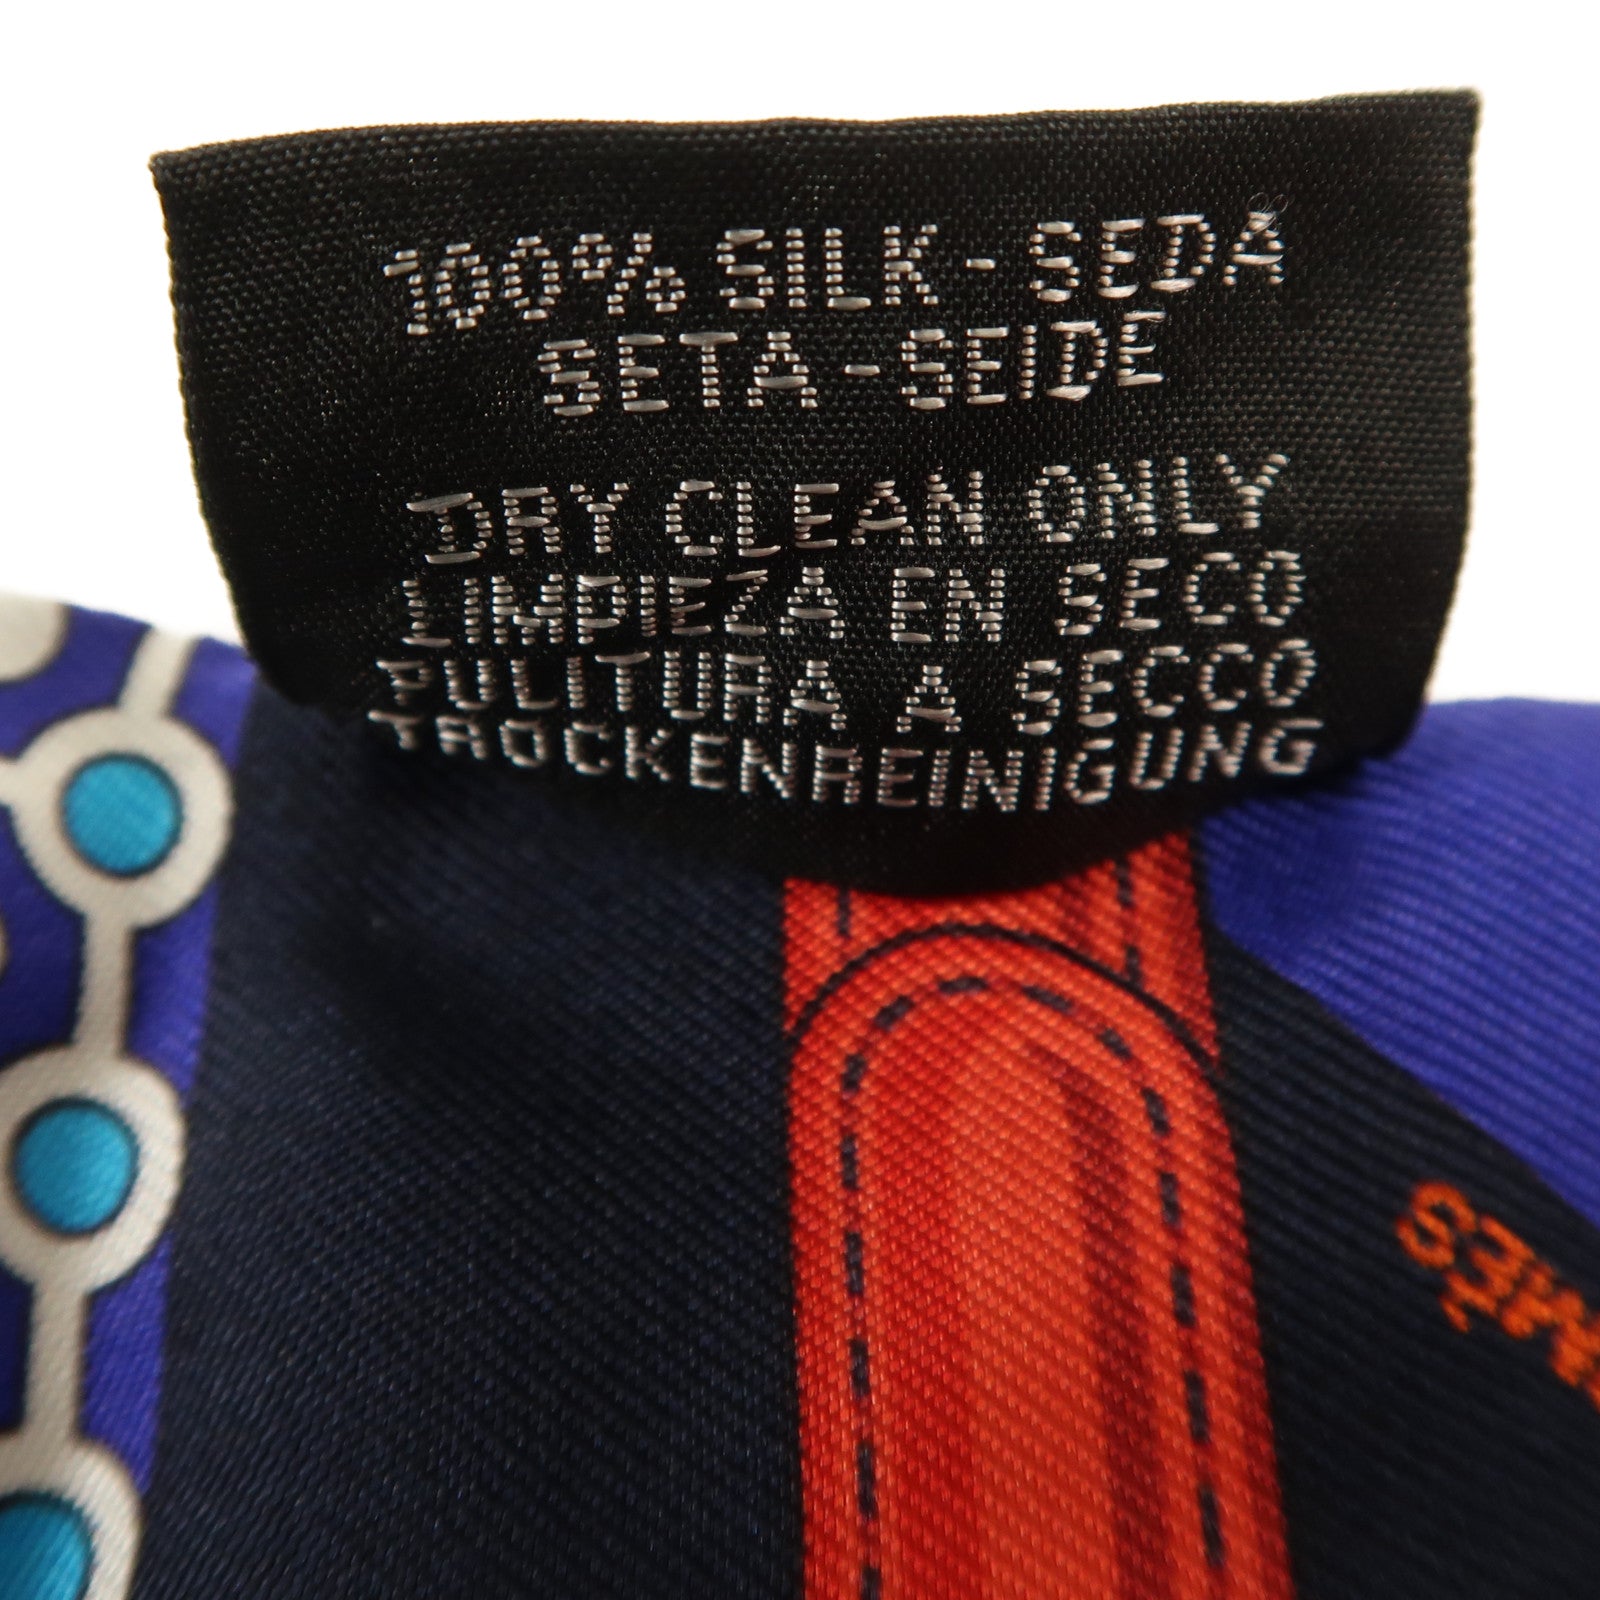 100% SILK - SEDA
SETA - SEIDE
DRY CLEAN ONLY
LIMPIEZA EN SECO
PULITURA A SECCO
TROCKENREINIGUNG